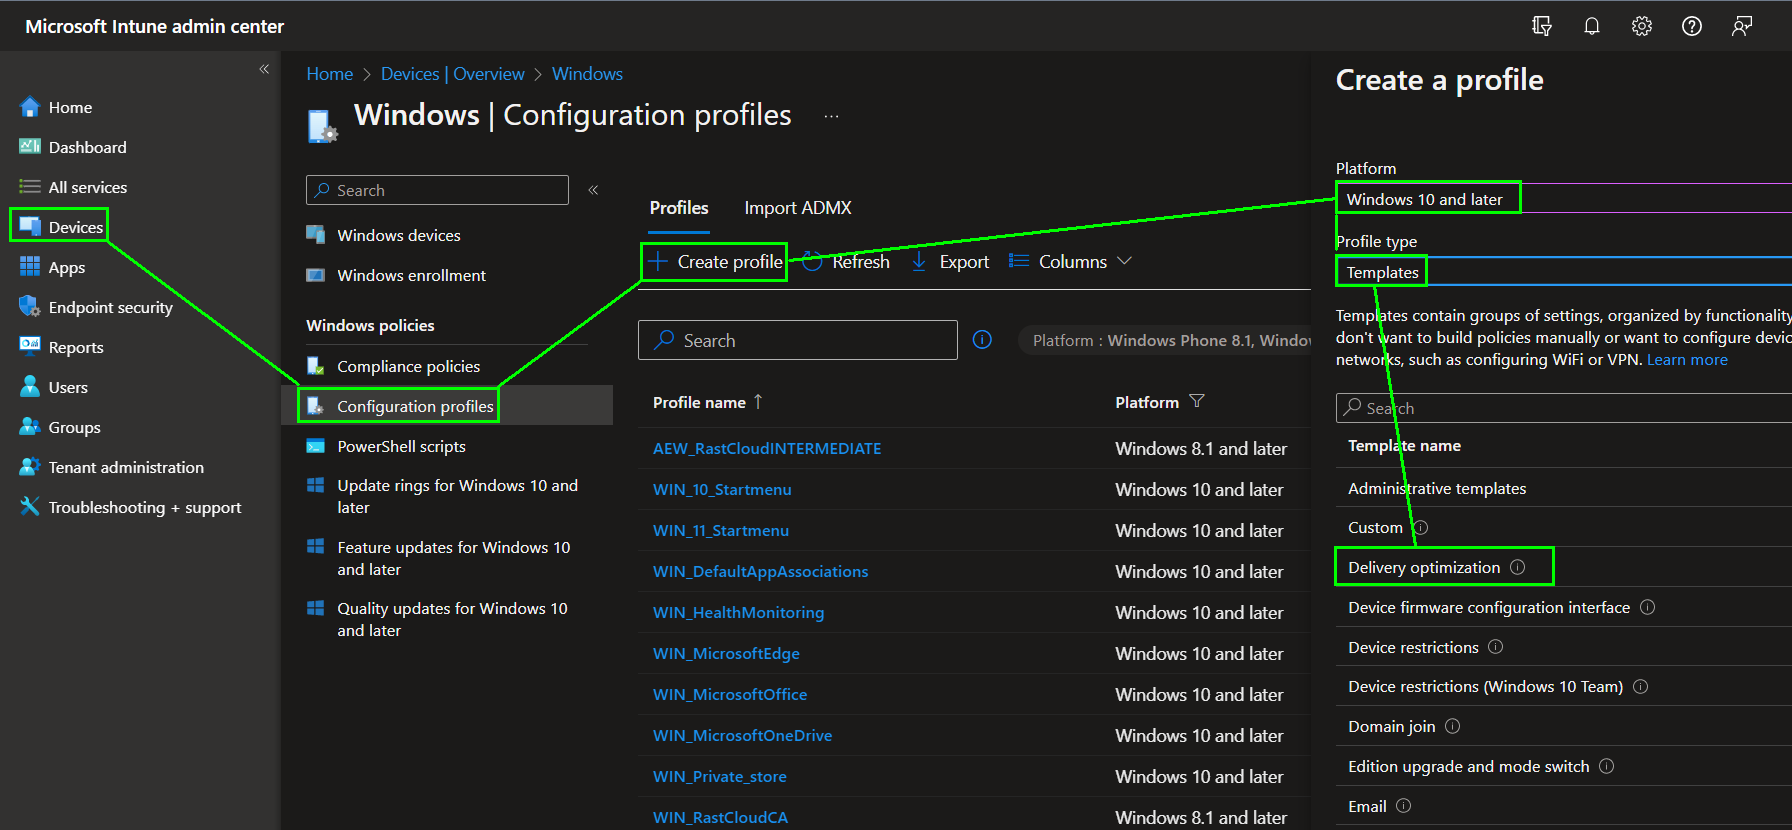 Microsoft Intune admin center
Home
Dashboard
All services
Devices
Apps
Endpoint security
Reports
Users
Groups
Tenant administration
Troubleshooting + support
Home > Devices | Overview > Windows
Windows | Configuration profiles ...
Search
Windows devices
Windows enrollment
Windows policies
Compliance policies
Configuration profiles
PowerShell scripts
Update rings for Windows 10 and
later
Feature updates for Windows 10
and later
Quality updates for Windows 10
and later
Profiles Import ADMX
Create profile Refresh Export Columns
Search
Platform : Windows Phone 8.1,
Profile name ↑ Platform
AEW_RastCloudINTERMEDIATE Windows 8.1 and later
WIN_10_Startmenu Windows 10 and later
WIN_11_Startmenu Windows 10 and later
WIN_DefaultAppAssociations Windows 10 and later
WIN_HealthMonitoring Windows 10 and later
WIN_MicrosoftEdge Windows 10 and later
WIN_MicrosoftOffice Windows 10 and later
WIN_MicrosoftOneDrive Windows 10 and later
WIN_Private_store Windows 10 and later
WIN_RastCloudCA Windows 8.1 and later
Create a profile
Platform
Windows 10 and later
Profile type
Templates
Templates contain groups of settings, organized by functionality
don't want to build policies manually or want to configure
networks, such as configuring WiFi or VPN. Learn more
Search
Template name
Administrative templates
Custom
Delivery optimization
Device firmware configuration interface
Device restrictions
Device restrictions (Windows 10 Team)
Domain join
Edition upgrade and mode switch
Email